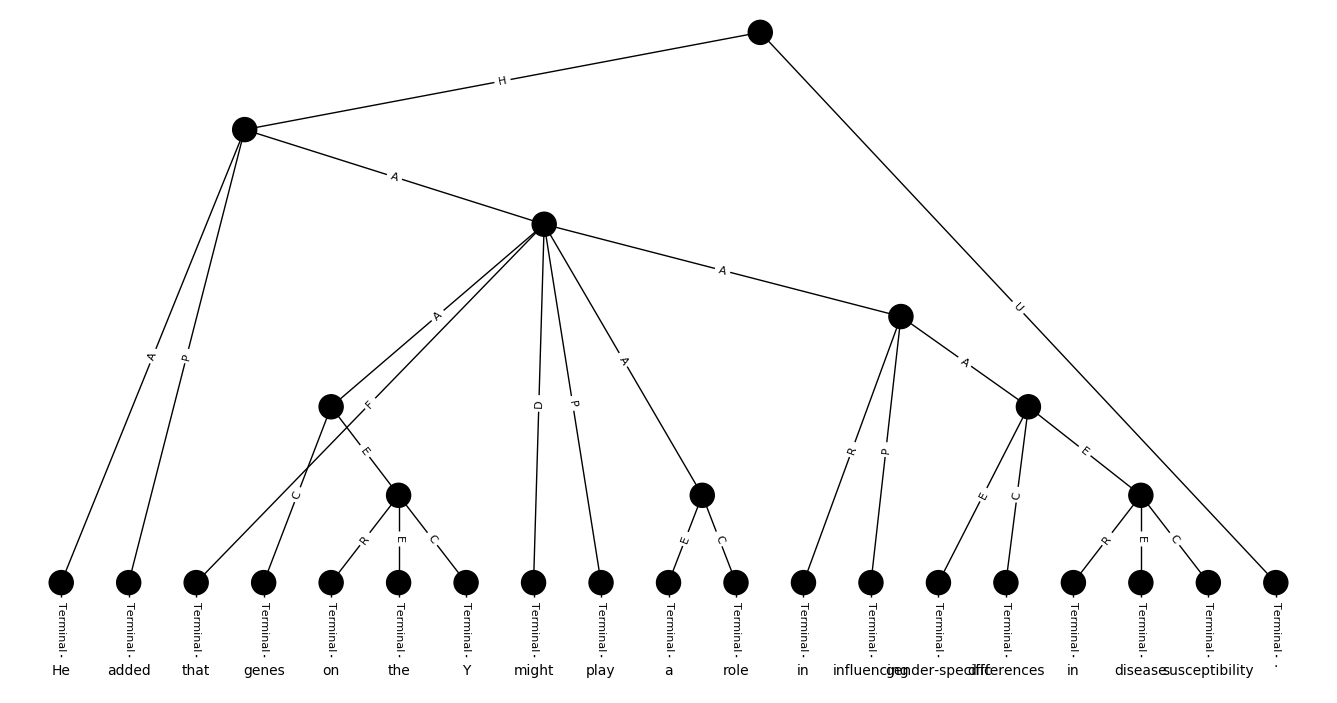 H
A
A
U
A
P
A
F
D
P
A
A
C
E
R
P
E
C
E
R
E
C
E
C
R
E
C
Terminal Terminal Terminal Terminal Terminal Terminal Terminal Terminal Terminal Terminal Terminal Terminal Terminal Terminal Terminal Terminal Terminal Terminal Terminal
He added that genes on the Y might play a role in influencing gender-specific differences in disease susceptibility .